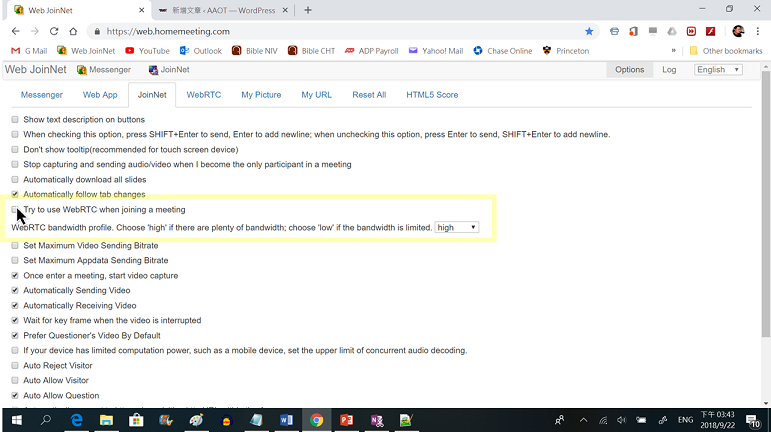 Web JoinNet
新增文章 ‹ AAOT — WordPress
https://web.homemeeting.com
G Mail Web JoinNet YouTube Outlook Bible NIV Bible CHT ADP Payroll Yahoo! Mail Chase Online Princeton » Other bookmarks
Web JoinNet Messenger JoinNet Options Log English
Messenger Web App JoinNet WebRTC My Picture My URL Reset All HTML5 Score
Show text description on buttons
When checking this option, press SHIFT+Enter to send, Enter to add newline; when unchecking this option, press Enter to send, SHIFT+Enter to add newline.
Don't show tooltip(recommended for touch screen device)
Stop capturing and sending audio/video when I become the only participant in a meeting
Automatically download all slides
Automatically follow tab changes
Try to use WebRTC when joining a meeting
WebRTC bandwidth profile. Choose 'high' if there are plenty of bandwidth; choose 'low' if the bandwidth is limited. high
Set Maximum Video Sending Bitrate
Set Maximum Appdata Sending Bitrate
Once enter a meeting, start video capture
Automatically Sending Video
Automatically Receiving Video
Wait for key frame when the video is interrupted
Prefer Questioner's Video By Default
If your device has limited computation power, such as a mobile device, set the upper limit of concurrent audio decoding.
Auto Reject Visitor
Auto Allow Visitor
Auto Allow Question
ENG
下午 03:43
2018/9/22
10